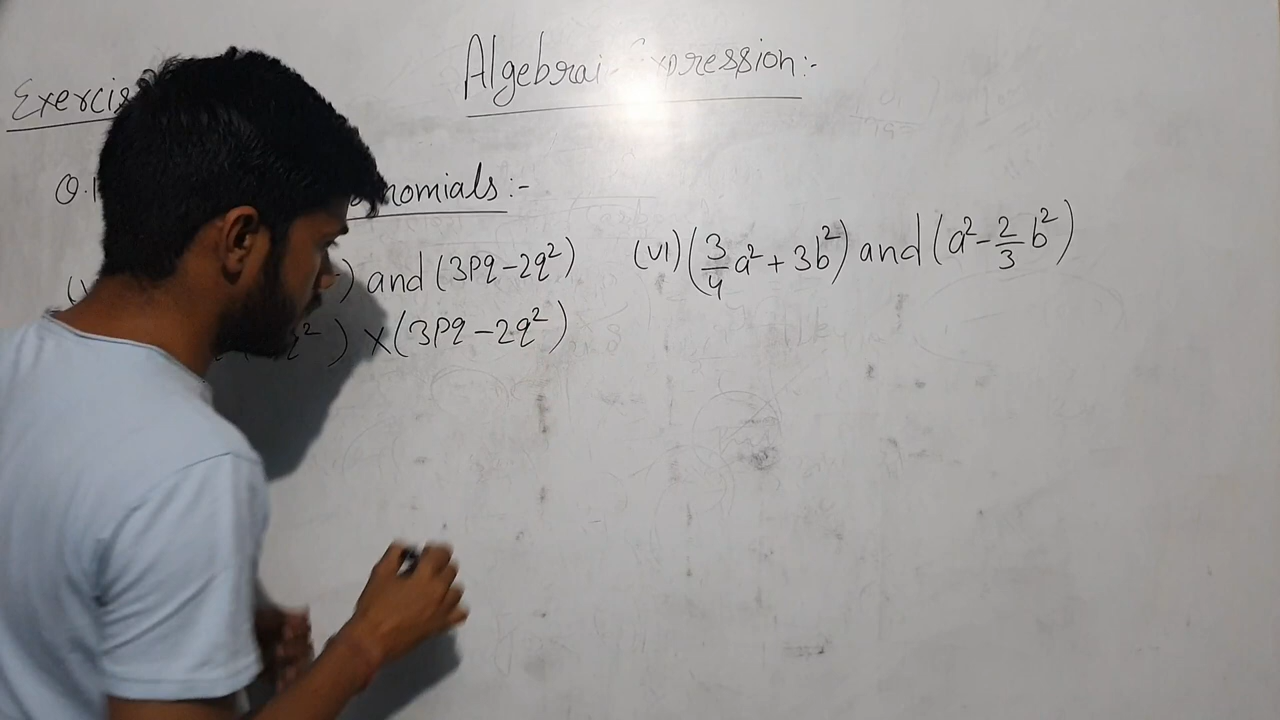 Exercis
Algebrai Expression:-
Q.1 nomials:-
) and (3Pq-2q²) (VI) (3/4 a² + 3b²) and (a² - 2/3 b²)
q²) X (3Pq-2q²)